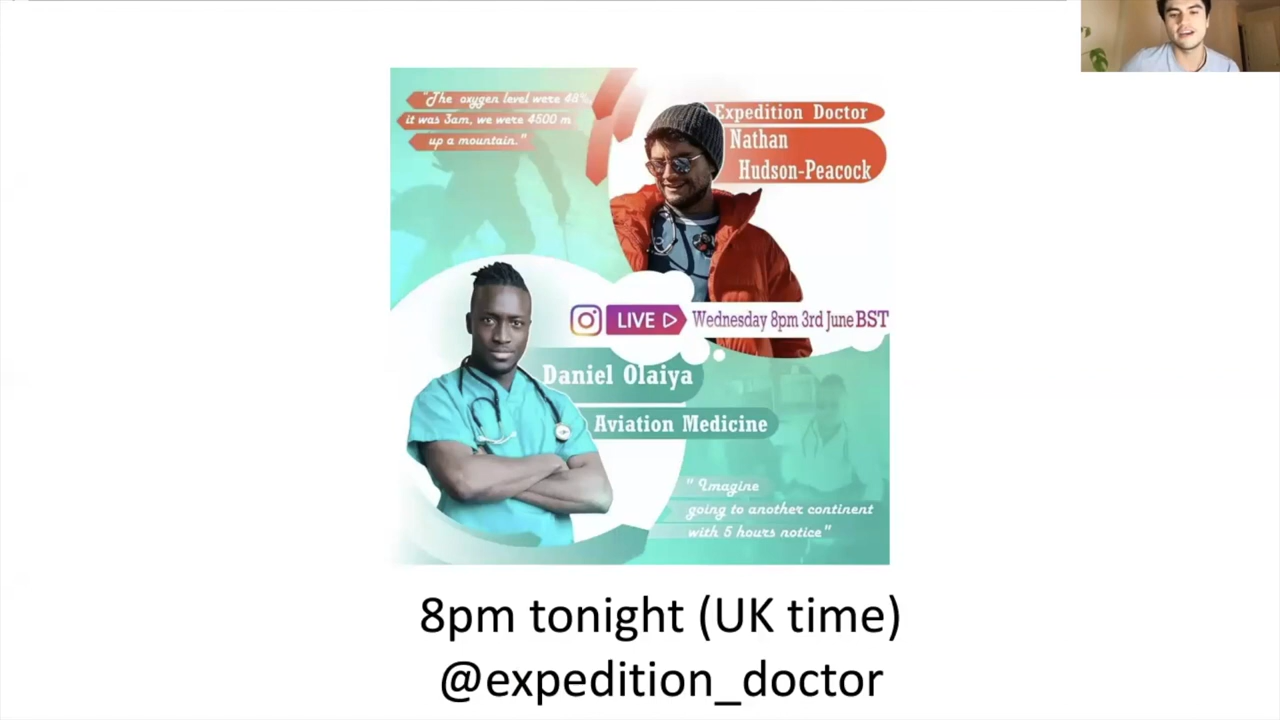 "The oxygen level were 48%,
it was 3am, we were 4500 m
up a mountain."
Expedition Doctor
Nathan
Hudson-Peacock
LIVE
Wednesday 8pm 3rd June BST
Daniel Olaiya
Aviation Medicine
" Imagine
going to another continent
with 5 hours notice"
8pm tonight (UK time)
@expedition_doctor